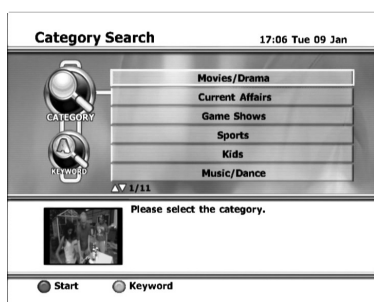 Category Search
17:06 Tue 09 Jan
CATEGORY
A
KEYWORD
Movies/Drama
Current Affairs
Game Shows
Sports
Kids
Music/Dance
1/11
Please select the category.
Start
Keyword